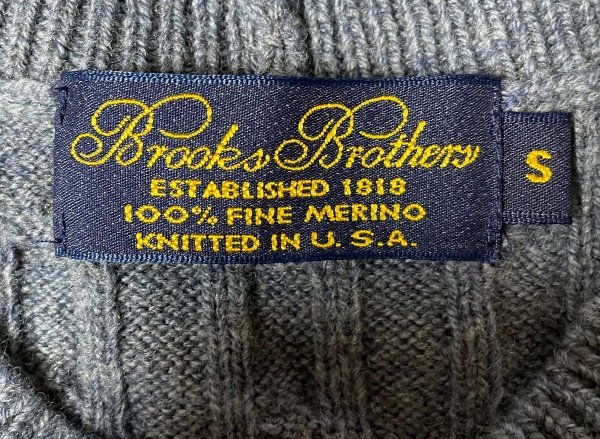 Brooks Brothers
ESTABLISHED 1818
100% FINE MERINO
KNITTED IN U.S.A.
S